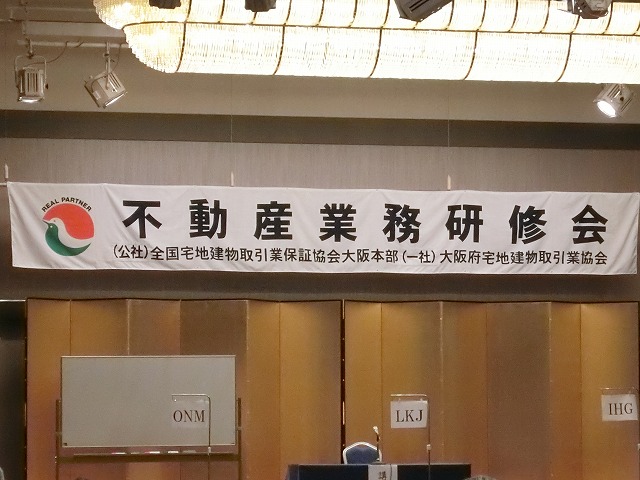 REAL PARTNER
不動産業務研修会
(公社)全国宅地建物取引業保証協会大阪本部(一社)大阪府宅地建物取引業協会
ONM
LKJ
IHG
講